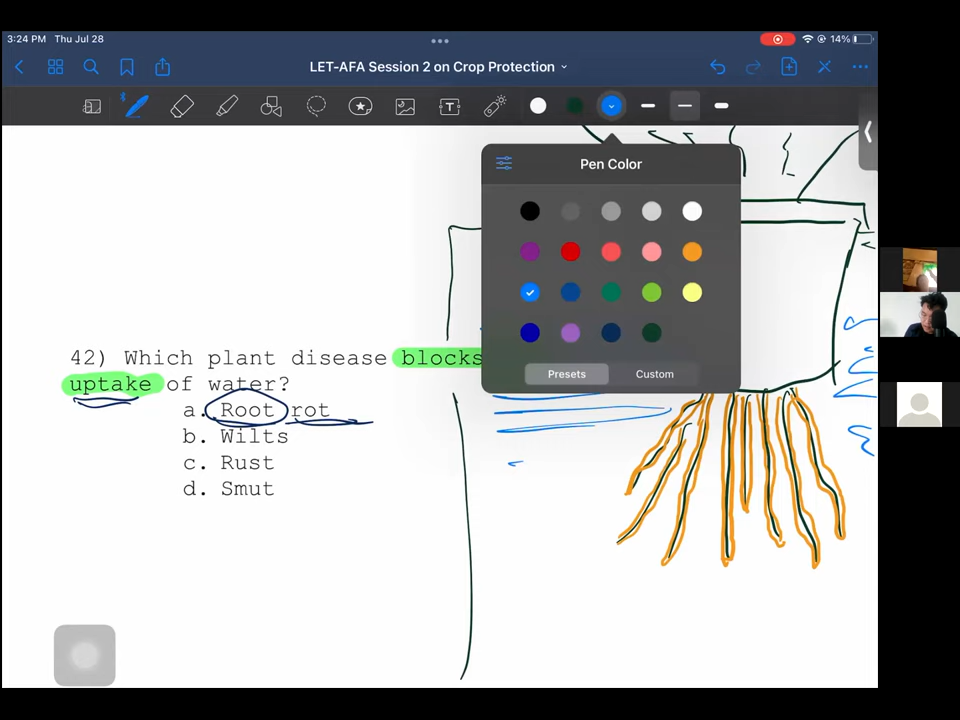 3:24 PM Thu Jul 28
14%
LET-AFA Session 2 on Crop Protection
T
Pen Color
Presets
Custom
42) Which plant disease blocks
uptake of water?
a. Root rot
b. Wilts
c. Rust
d. Smut